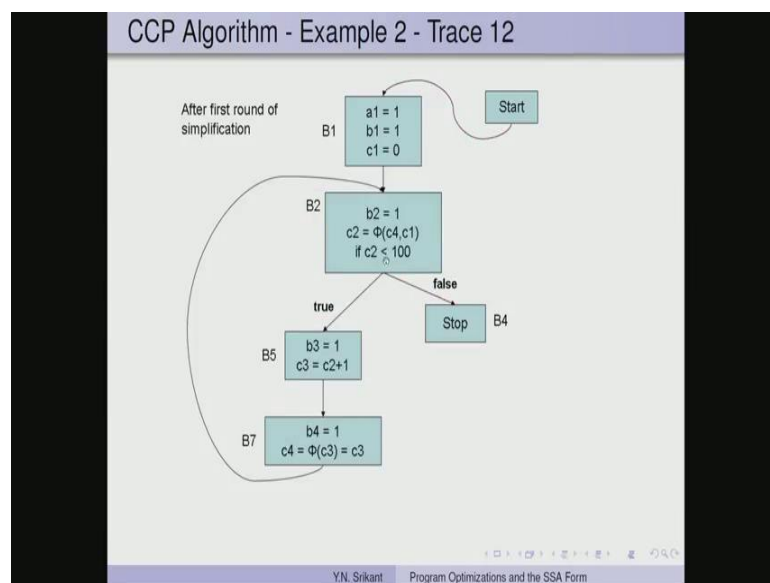 CCP Algorithm - Example 2 - Trace 12
After first round of
simplification
Start
B1
a1 = 1
b1 = 1
c1 = 0
B2
b2 = 1
c2 = Φ(c4,c1)
if c2 < 100
true
false
Stop
B4
B5
b3 = 1
c3 = c2+1
B7
b4 = 1
c4 = Φ(c3) = c3
Y.N. Srikant
Program Optimizations and the SSA Form